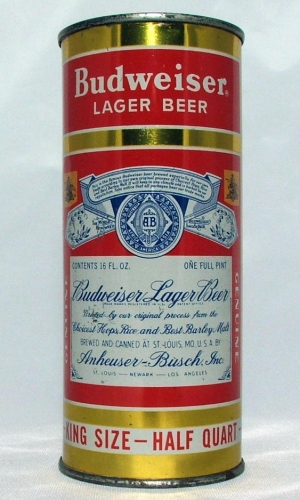 Budweiser
LAGER BEER
AB
CONTENTS 16 FL. OZ. ONE FULL PINT
Budweiser Lager Beer
Brewed by our original process from the
Choicest Hops, Rice and Best Barley Malt
BREWED AND CANNED AT ST. LOUIS, MO. U.S.A. BY
Anheuser-Busch, Inc.
ST. LOUIS — NEWARK — LOS ANGELES
GENUINE
KING SIZE — HALF QUART —